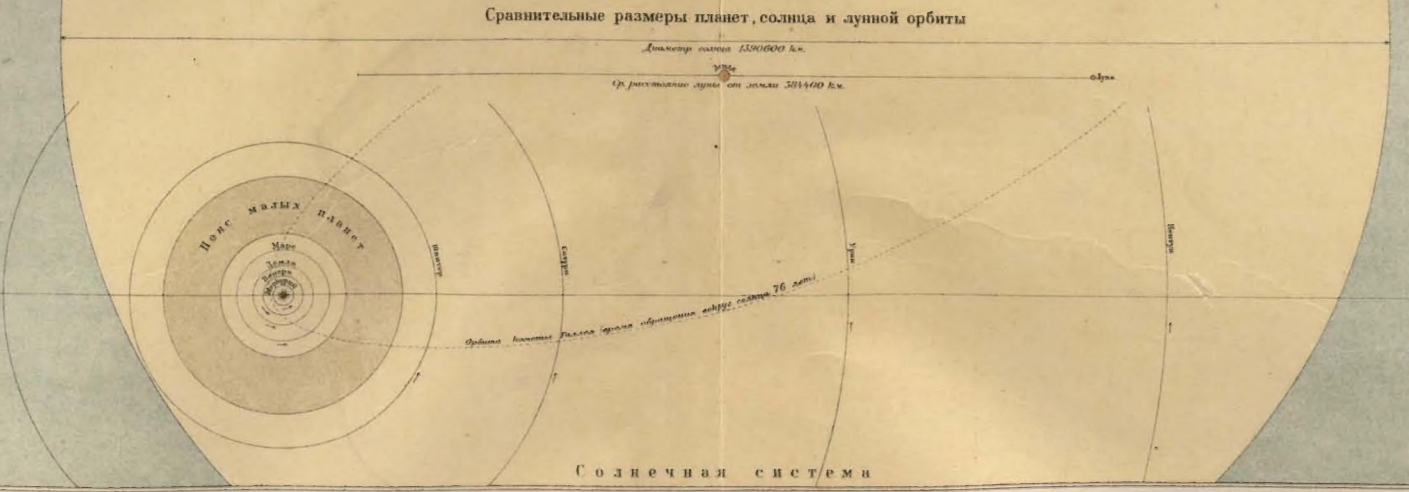 Сравнительные размеры планет, солнца и лунной орбиты
Диаметр солнца 1390600 km.
Земля
Луна
Ср. расстояние луны от земли 384400 km.
Пояс малых планет
Марс
Земля
Венера
Меркурий
Юпитер
Сатурн
Уран
Нептун
Орбита кометы Галлея (время обращения вокруг солнца 76 лет)
Солнечная система